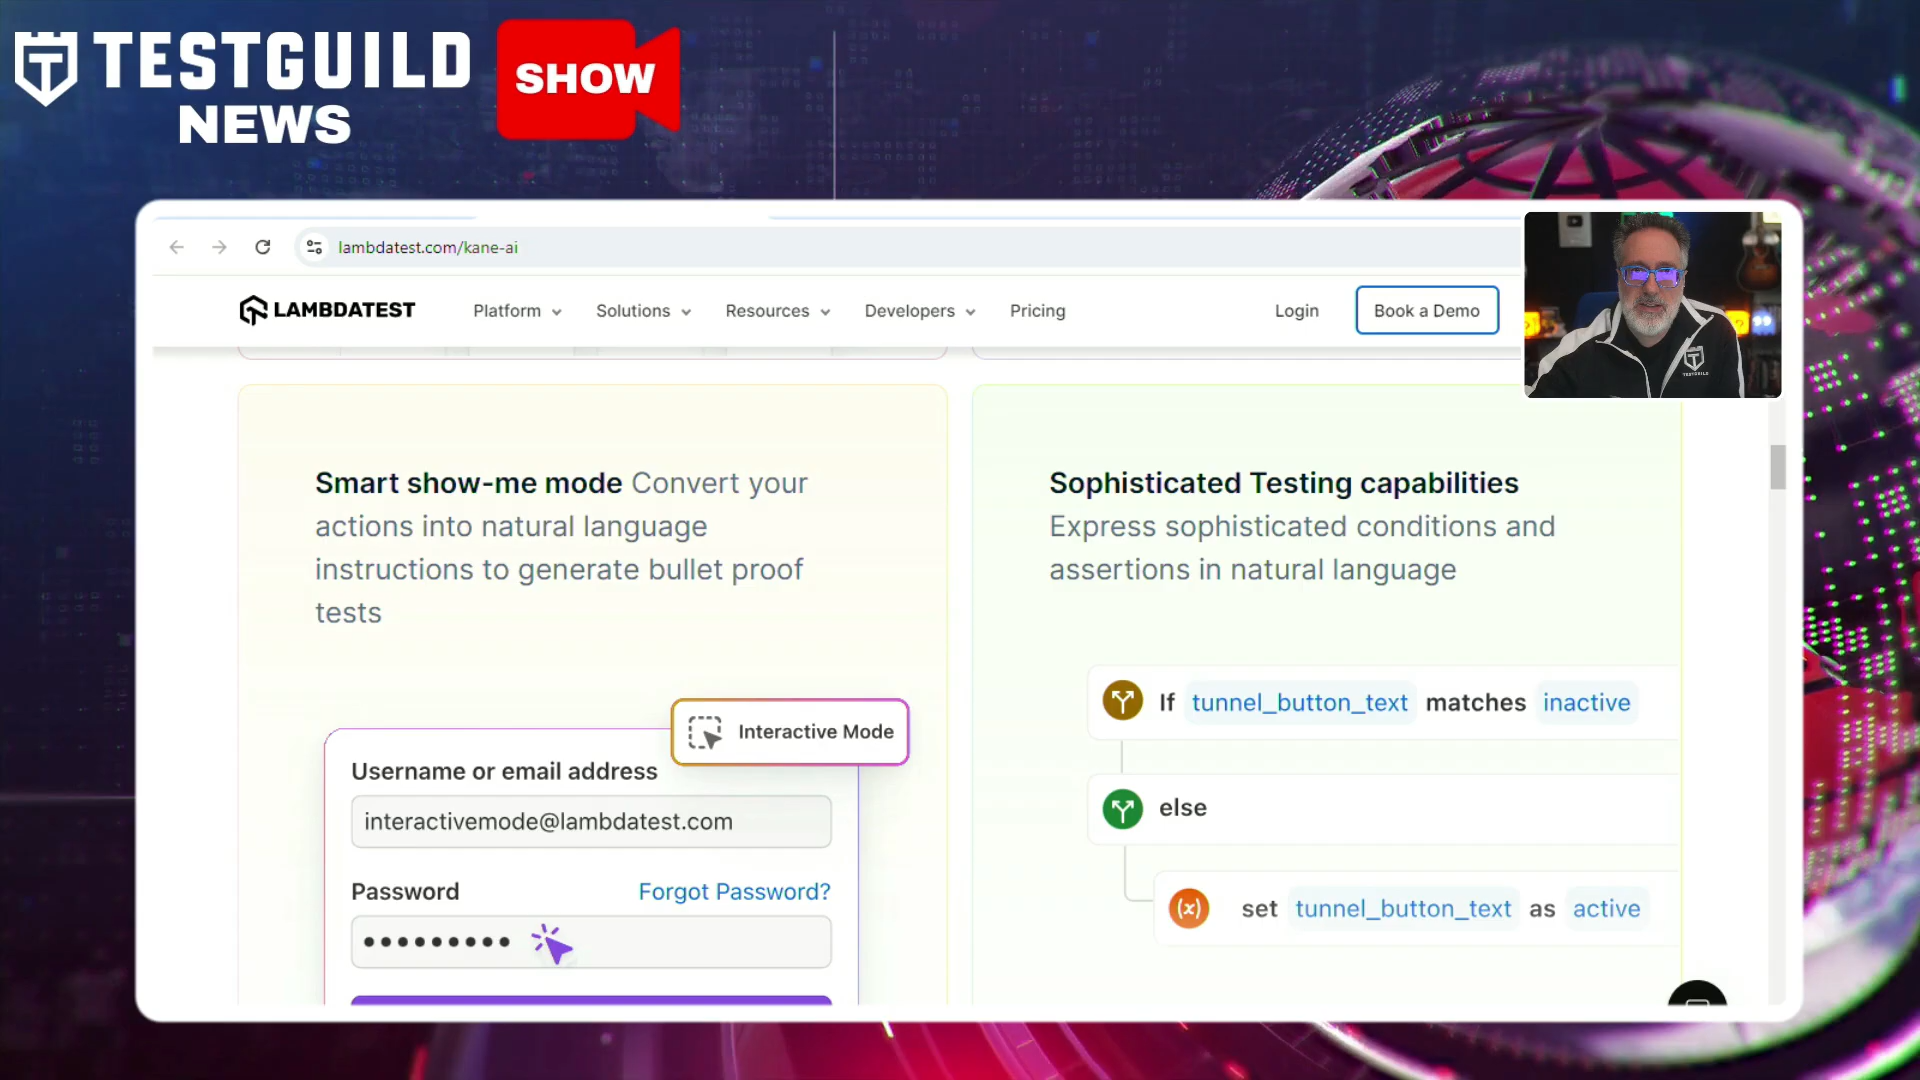 TESTGUILD
NEWS
SHOW
lambdatest.com/kane-ai
LAMBDATEST
Platform
Solutions
Resources
Developers
Pricing
Login
Book a Demo
TESTGUILD
Smart show-me mode Convert your
actions into natural language
instructions to generate bullet proof
tests
Interactive Mode
Username or email address
interactivemode@lambdatest.com
Password
Forgot Password?
Sophisticated Testing capabilities
Express sophisticated conditions and
assertions in natural language
If tunnel_button_text matches inactive
else
(x) set tunnel_button_text as active